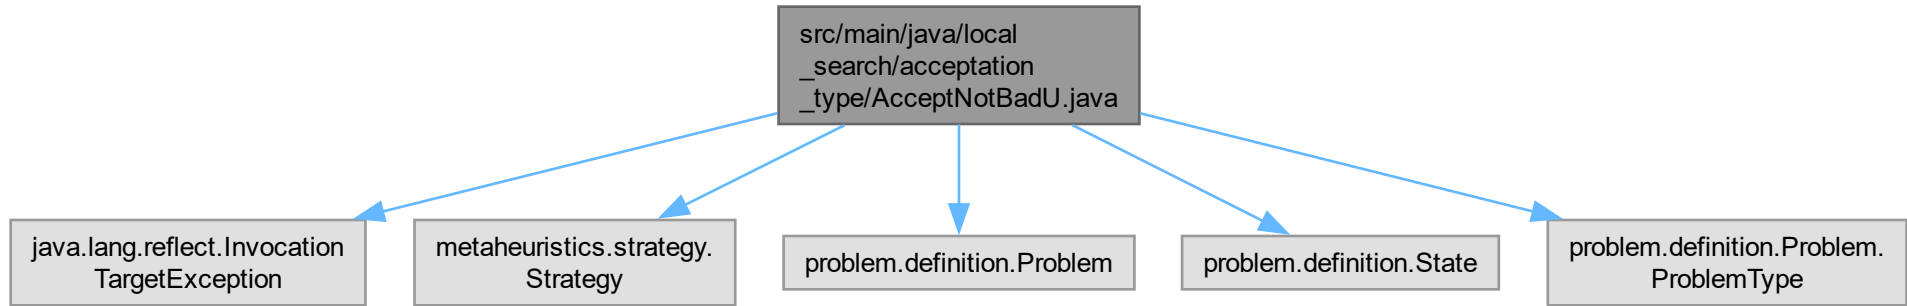 src/main/java/local
_search/acceptation
_type/AcceptNotBadU.java
java.lang.reflect.Invocation
TargetException
metaheuristics.strategy.
Strategy
problem.definition.Problem
problem.definition.State
problem.definition.Problem.
ProblemType